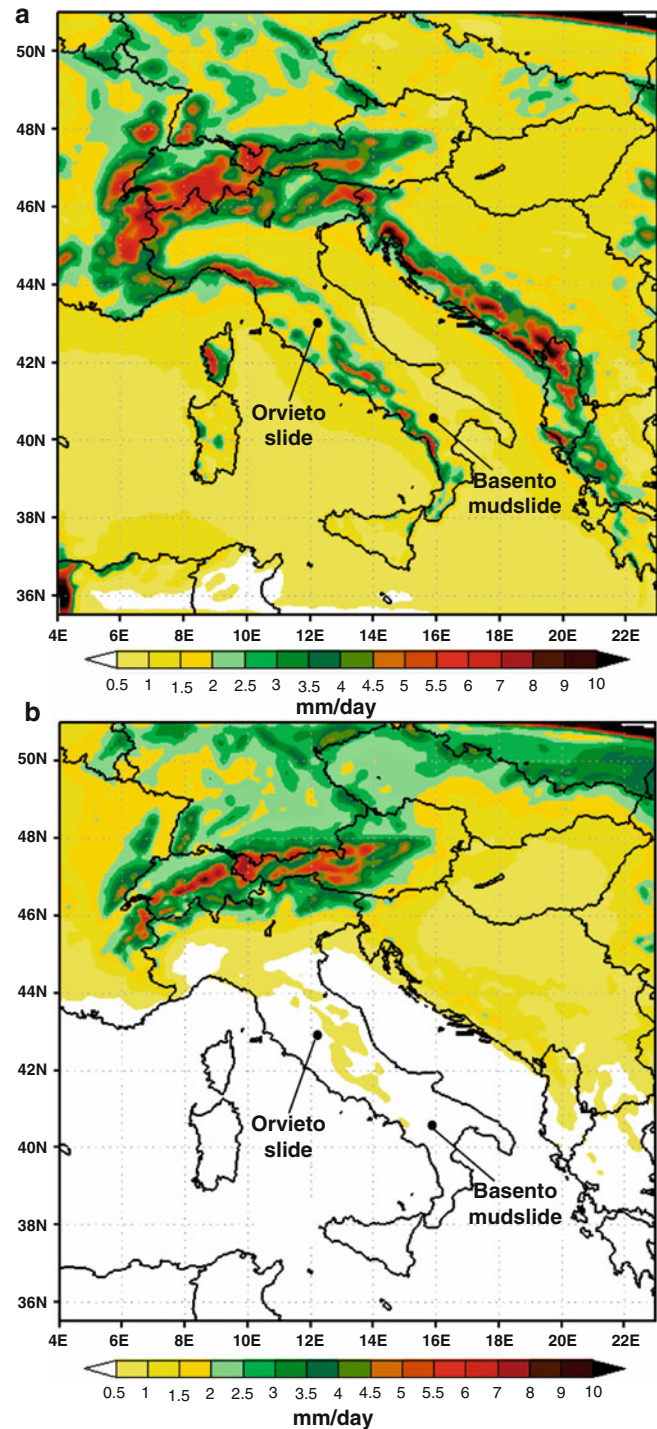 a
50N
48N
46N
44N
42N
40N
38N
36N
Orvieto
slide
Basento
mudslide
4E 6E 8E 10E 12E 14E 16E 18E 20E 22E
0.5 1 1.5 2 2.5 3 3.5 4 4.5 5 5.5 6 7 8 9 10
mm/day
b
50N
48N
46N
44N
42N
40N
38N
36N
Orvieto
slide
Basento
mudslide
4E 6E 8E 10E 12E 14E 16E 18E 20E 22E
0.5 1 1.5 2 2.5 3 3.5 4 4.5 5 5.5 6 7 8 9 10
mm/day